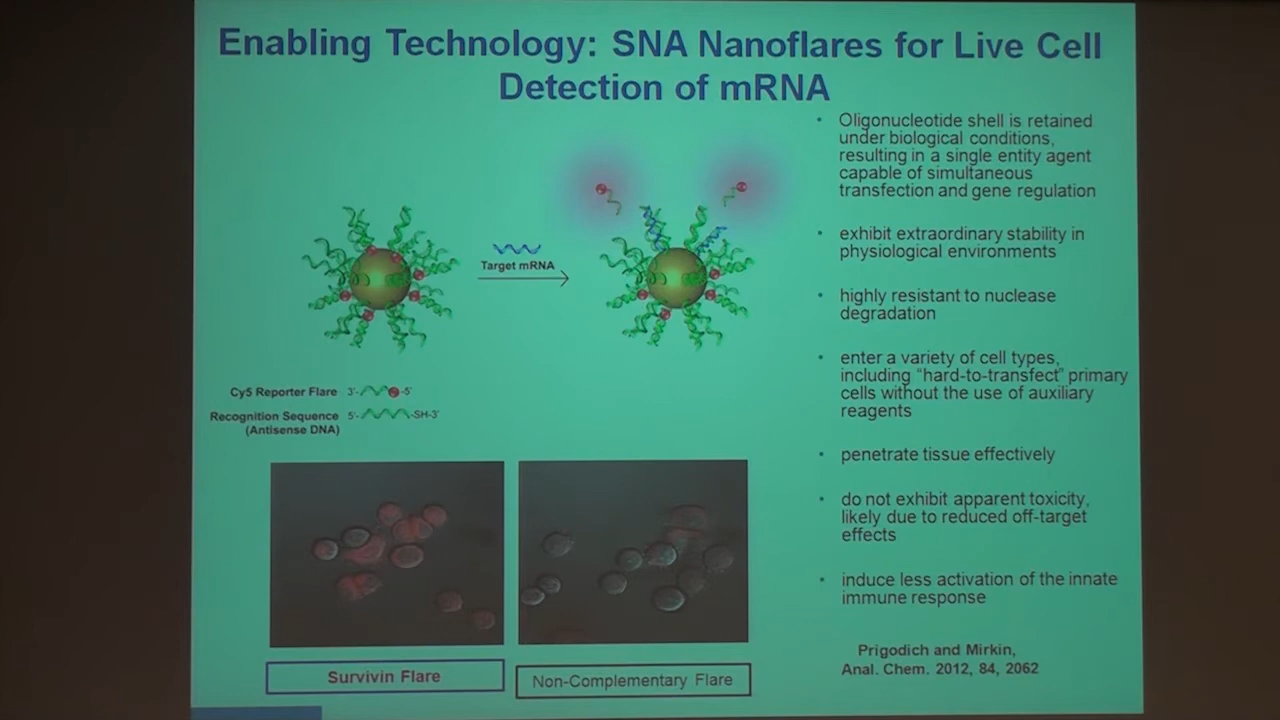 Enabling Technology: SNA Nanoflares for Live Cell
Detection of mRNA
• Oligonucleotide shell is retained
under biological conditions,
resulting in a single entity agent
capable of simultaneous
transfection and gene regulation
• exhibit extraordinary stability in
physiological environments
• highly resistant to nuclease
degradation
• enter a variety of cell types,
including “hard-to-transfect” primary
cells without the use of auxiliary
reagents
• penetrate tissue effectively
• do not exhibit apparent toxicity,
likely due to reduced off-target
effects
• induce less activation of the innate
immune response
Prigodich and Mirkin,
Anal. Chem. 2012, 84, 2062
Target mRNA
Cy5 Reporter Flare 3'- -5'
Recognition Sequence 5'- -SH-3'
(Antisense DNA)
Survivin Flare
Non-Complementary Flare